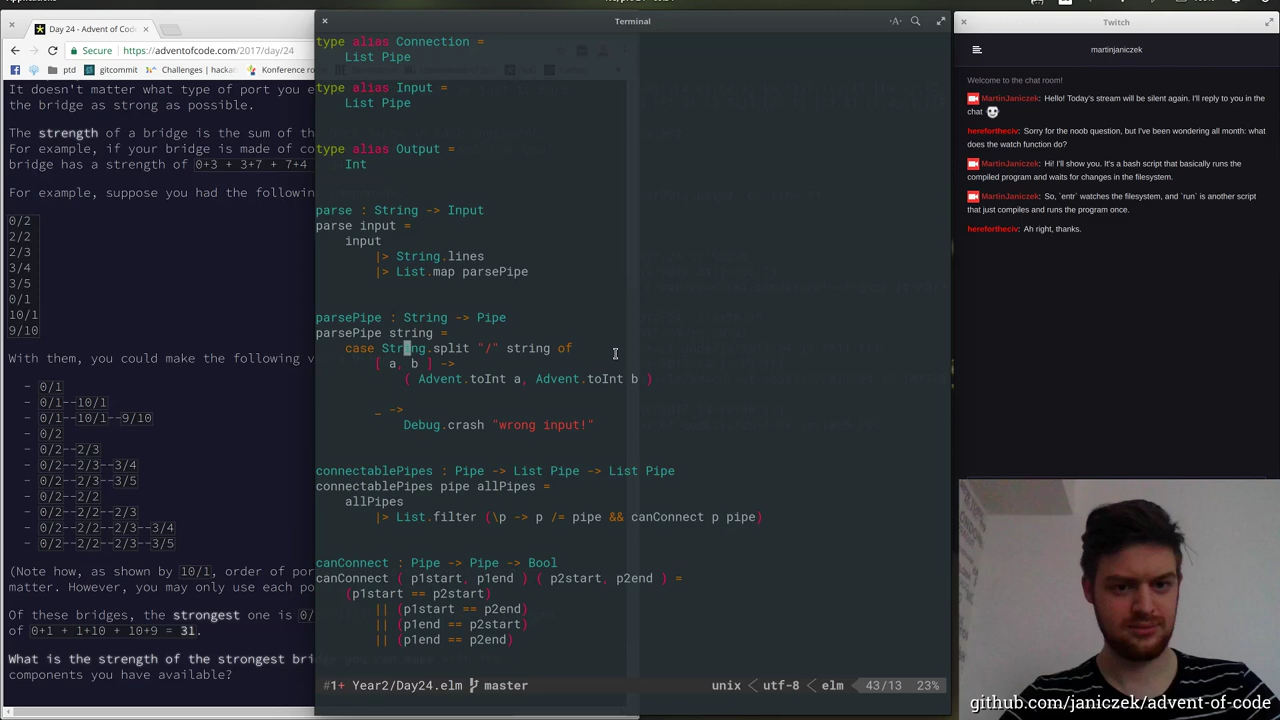 Day 24 - Advent of Code
Secure
https://adventofcode.com/2017/day/24
ptd
gitcommit
Challenges | hackat
Konference ro
It doesn't matter what type of port you e
the bridge as strong as possible.
The strength of a bridge is the sum of th
For example, if your bridge is made of co
bridge has a strength of 0+3 + 3+7 + 7+4
For example, suppose you had the followin
0/2
2/2
2/3
3/4
3/5
0/1
10/1
9/10
With them, you could make the following v
- 0/1
- 0/1--10/1
- 0/1--10/1--9/10
- 0/2
- 0/2--2/3
- 0/2--2/3--3/4
- 0/2--2/3--3/5
- 0/2--2/2
- 0/2--2/2--2/3
- 0/2--2/2--2/3--3/4
- 0/2--2/2--2/3--3/5
(Note how, as shown by 10/1, order of por
matter. However, you may only use each po
Of these bridges, the strongest one is 0/
of 0+1 + 1+10 + 10+9 = 31.
What is the strength of the strongest bridge you can make
components you have available?
Terminal
type alias Connection =
List Pipe
type alias Input =
List Pipe
type alias Output =
Int
parse : String -> Input
parse input =
input
|> String.lines
|> List.map parsePipe
parsePipe : String -> Pipe
parsePipe string =
case String.split "/" string of
[ a, b ] ->
( Advent.toInt a, Advent.toInt b )
_ ->
Debug.crash "wrong input!"
connectablePipes : Pipe -> List Pipe -> List Pipe
connectablePipes pipe allPipes =
allPipes
|> List.filter (\p -> p /= pipe && canConnect p pipe)
canConnect : Pipe -> Pipe -> Bool
canConnect ( p1start, p1end ) ( p2start, p2end ) =
(p1start == p2start)
|| (p1start == p2end)
|| (p1end == p2start)
|| (p1end == p2end)
#1+ Year2/Day24.elm master
unix < utf-8 < elm 43/13 23%
Twitch
martinjaniczek
Welcome to the chat room!
MartinJaniczek: Hello! Today's stream will be silent again. I'll reply to you in the
chat
herefortheciv: Sorry for the noob question, but I've been wondering all month: what
does the watch function do?
MartinJaniczek: Hi! I'll show you. It's a bash script that basically runs the
compiled program and waits for changes in the filesystem.
MartinJaniczek: So, `entr` watches the filesystem, and `run` is another script
that just compiles and runs the program once.
herefortheciv: Ah right, thanks.
github.com/janiczek/advent-of-code